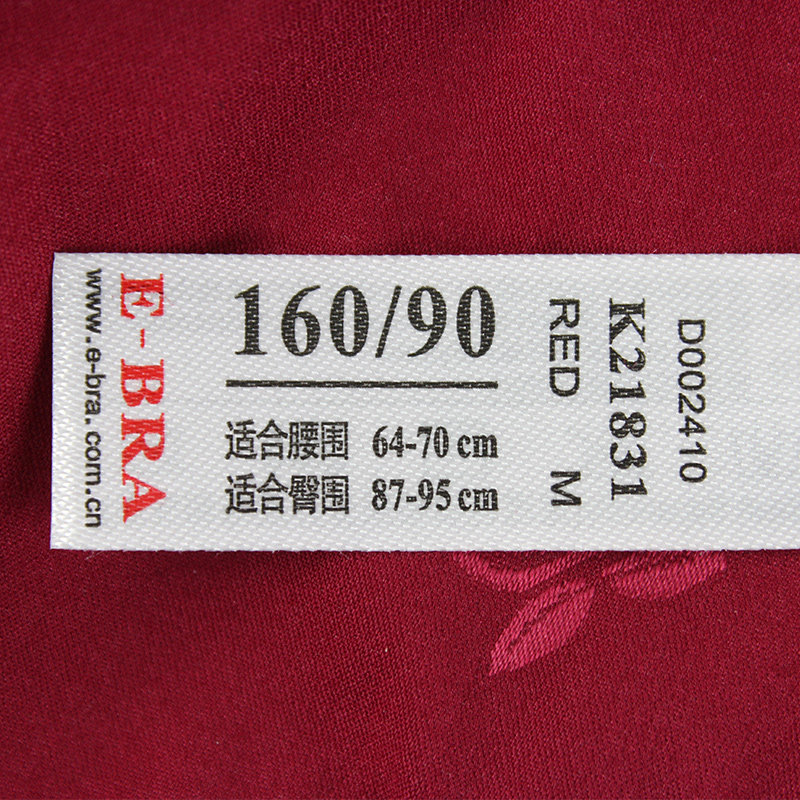 E-BRA
www.e-bra.com.cn
160/90
适合腰围 64-70 cm
适合臀围 87-95 cm
RED M
K21831
D002410